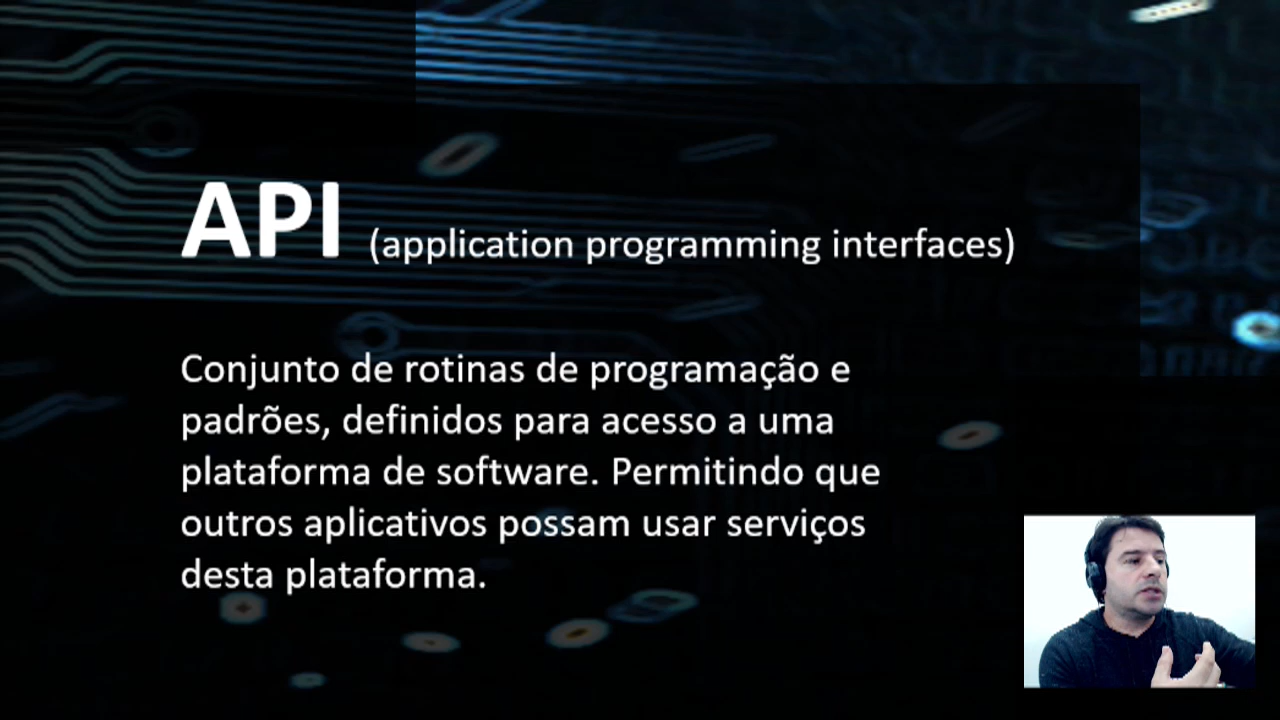 API (application programming interfaces)
Conjunto de rotinas de programação e
padrões, definidos para acesso a uma
plataforma de software. Permitindo que
outros aplicativos possam usar serviços
desta plataforma.